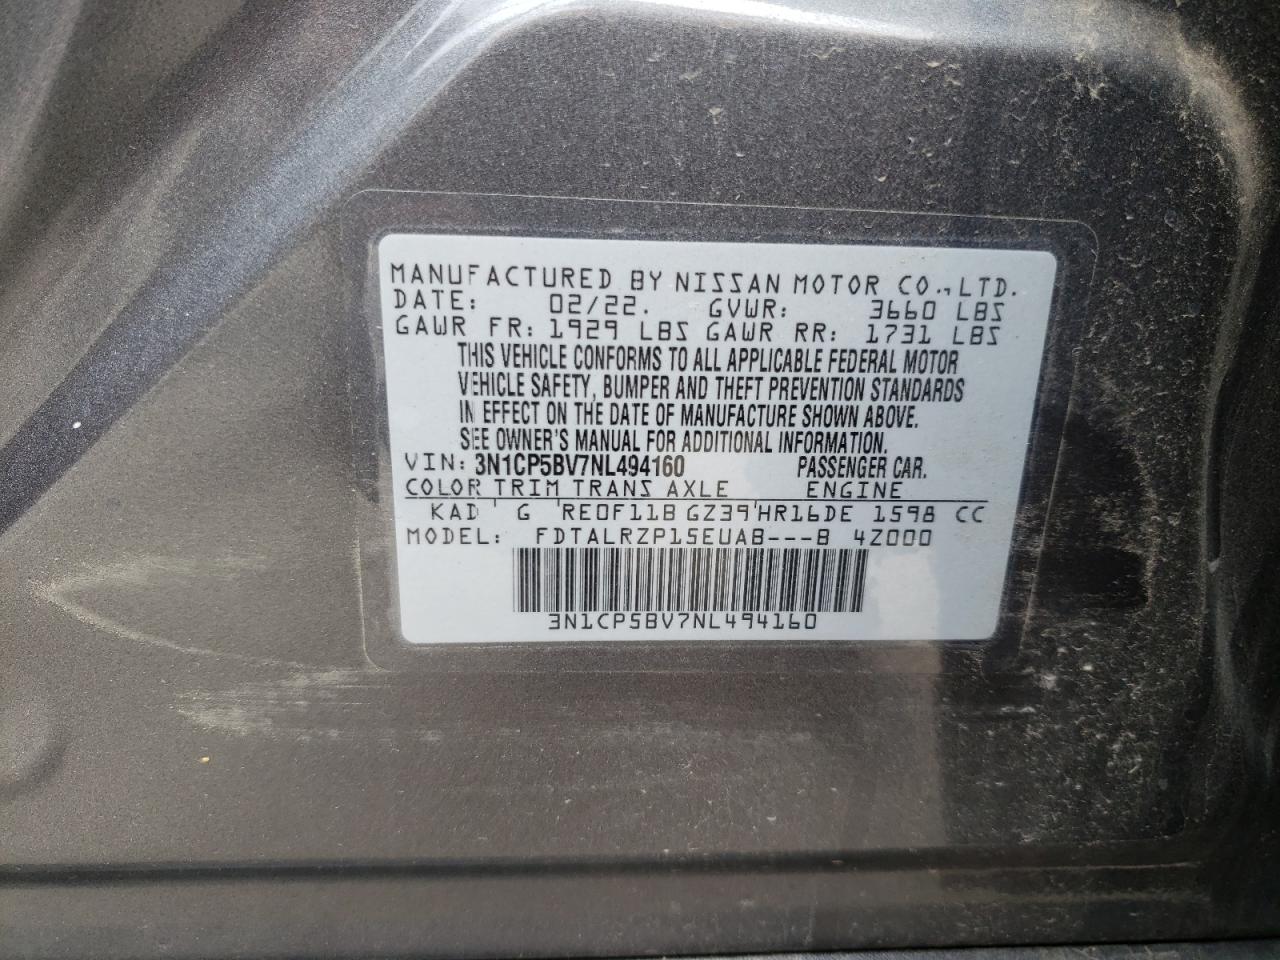 MANUFACTURED BY NISSAN MOTOR CO., LTD.
DATE: 02/22. GVWR: 3660 LBS
GAWR FR: 1929 LBS GAWR RR: 1731 LBS
THIS VEHICLE CONFORMS TO ALL APPLICABLE FEDERAL MOTOR
VEHICLE SAFETY, BUMPER AND THEFT PREVENTION STANDARDS
IN EFFECT ON THE DATE OF MANUFACTURE SHOWN ABOVE.
SEE OWNER'S MANUAL FOR ADDITIONAL INFORMATION.
VIN: 3N1CP5BV7NL494160 PASSENGER CAR.
COLOR TRIM TRANS AXLE ENGINE
KAD G RE0F11B GZ39 HR16DE 1598 CC
MODEL: FDTALRZP15EUAB---B 4Z000
3N1CP5BV7NL494160